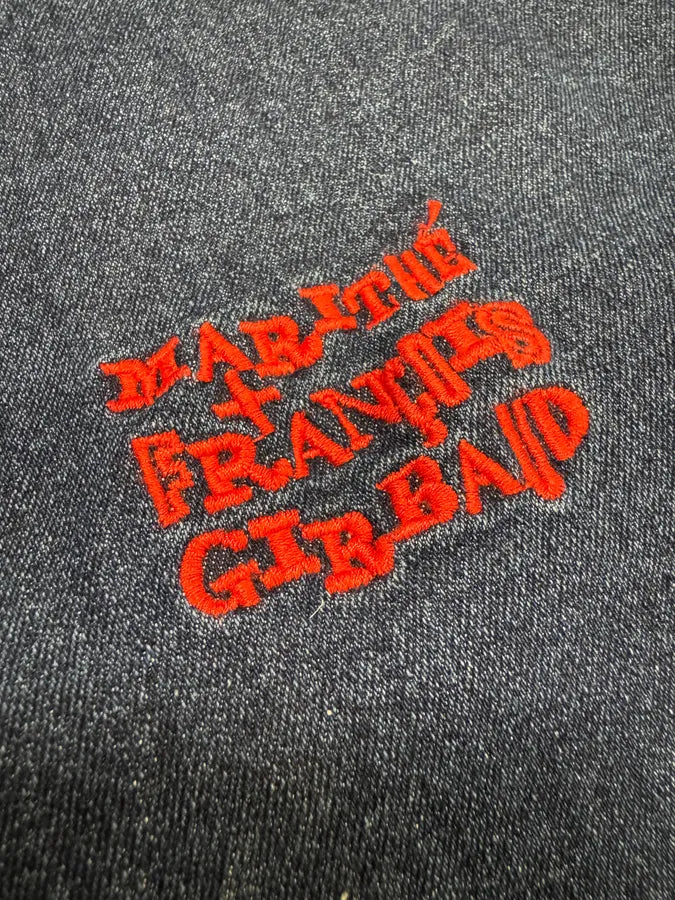 MARITHÉ
+
FRANÇOIS
GIRBAUD